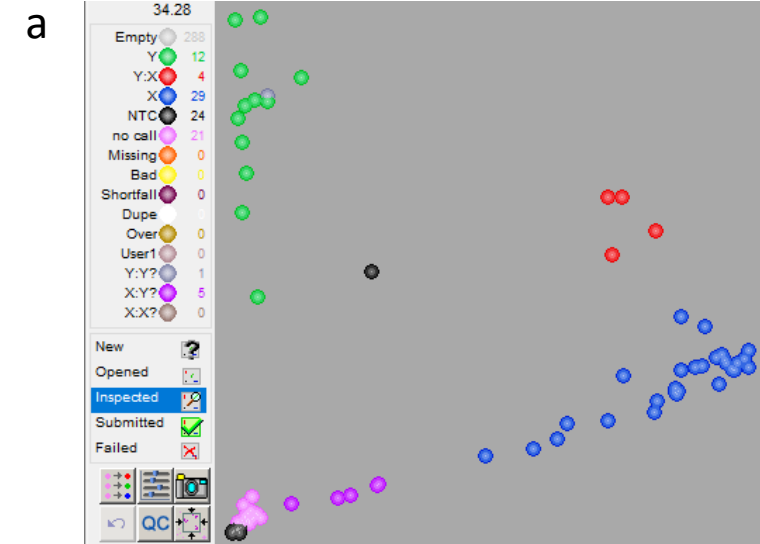 a
34.28
Empty 288
Y 12
Y:X 4
X 29
NTC 24
no call 21
Missing 0
Bad 0
Shortfall 0
Dupe
Over 0
User1 0
Y:Y? 1
X:Y? 5
X:X? 0
New
Opened
Inspected
Submitted
Failed
QC